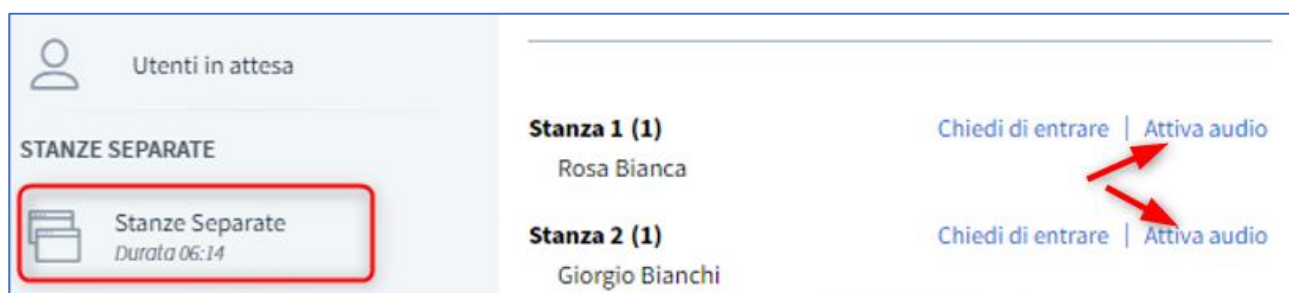 Utenti in attesa
STANZE SEPARATE
Stanze Separate
Durata 06:14
Stanza 1 (1) Chiedi di entrare | Attiva audio
Rosa Bianca
Stanza 2 (1) Chiedi di entrare | Attiva audio
Giorgio Bianchi